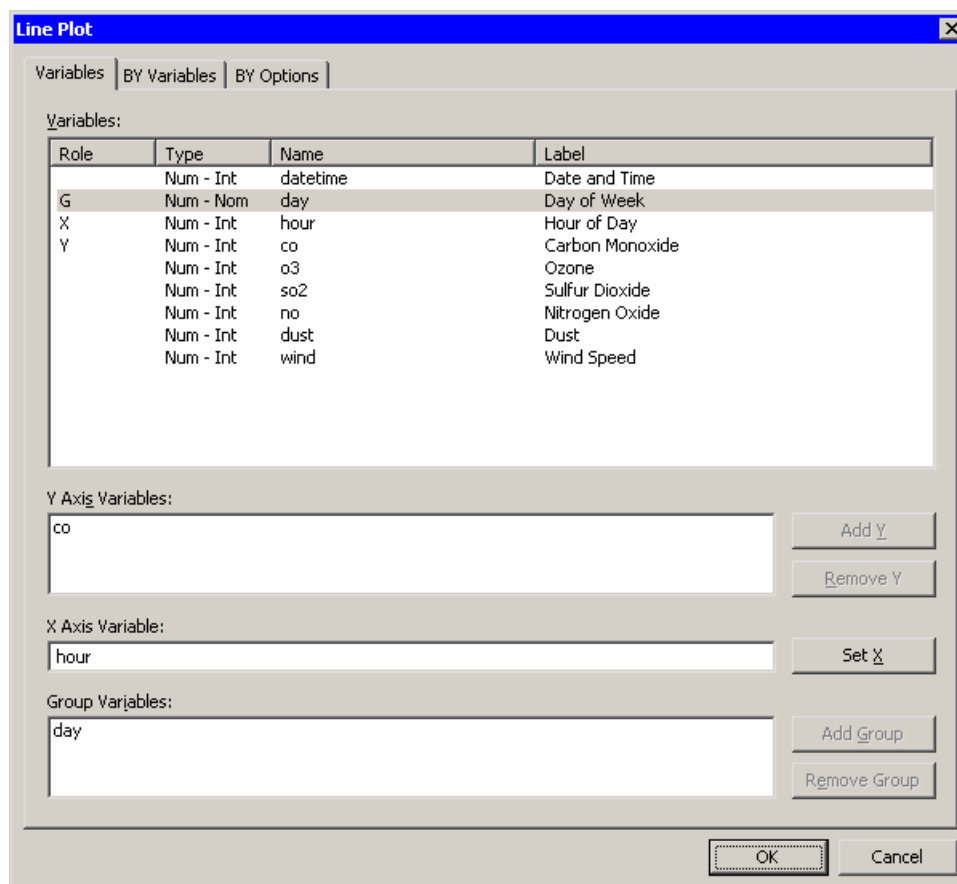 Line Plot
Variables BY Variables BY Options
Variables:
Role Type Name Label
Num - Int datetime Date and Time
G Num - Nom day Day of Week
X Num - Int hour Hour of Day
Y Num - Int co Carbon Monoxide
Num - Int o3 Ozone
Num - Int so2 Sulfur Dioxide
Num - Int no Nitrogen Oxide
Num - Int dust Dust
Num - Int wind Wind Speed
Y Axis Variables:
co
Add Y
Remove Y
X Axis Variable:
hour
Set X
Group Variables:
day
Add Group
Remove Group
OK Cancel